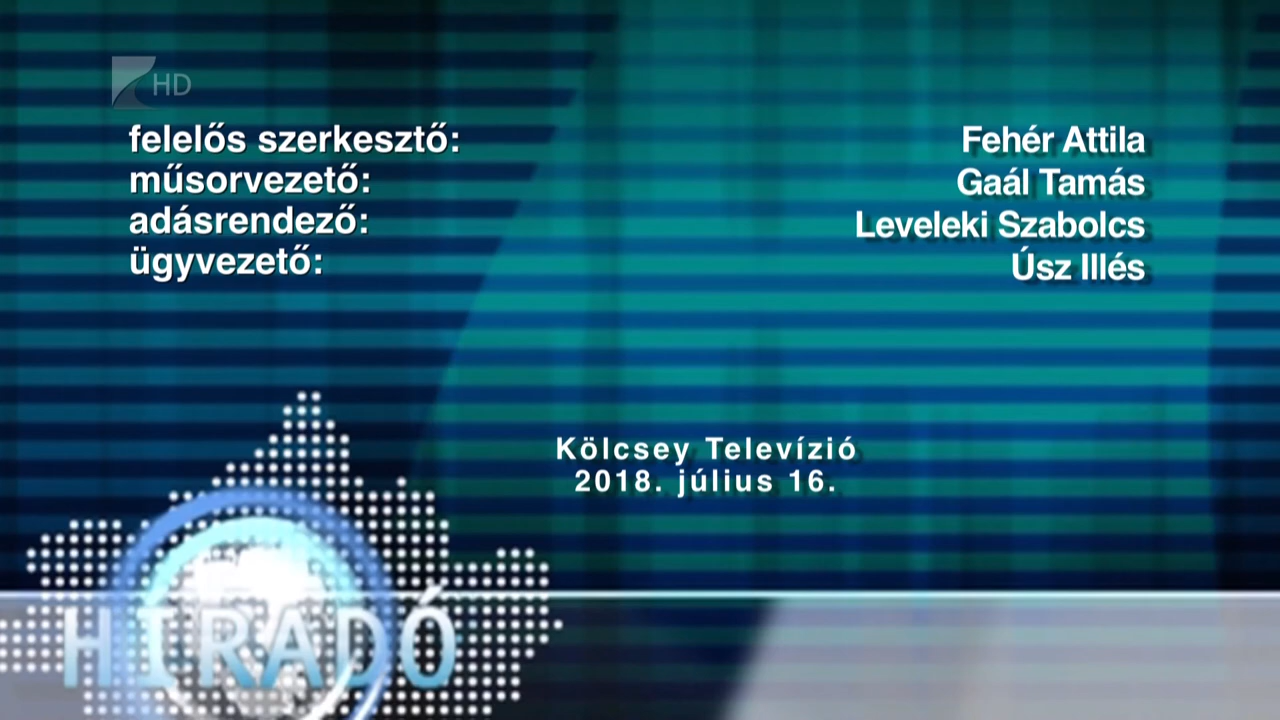 HD
felelős szerkesztő: Fehér Attila
műsorvezető: Gaál Tamás
adásrendező: Leveleki Szabolcs
ügyvezető: Úsz Illés
Kölcsey Televízió
2018. július 16.
HÍRADÓ